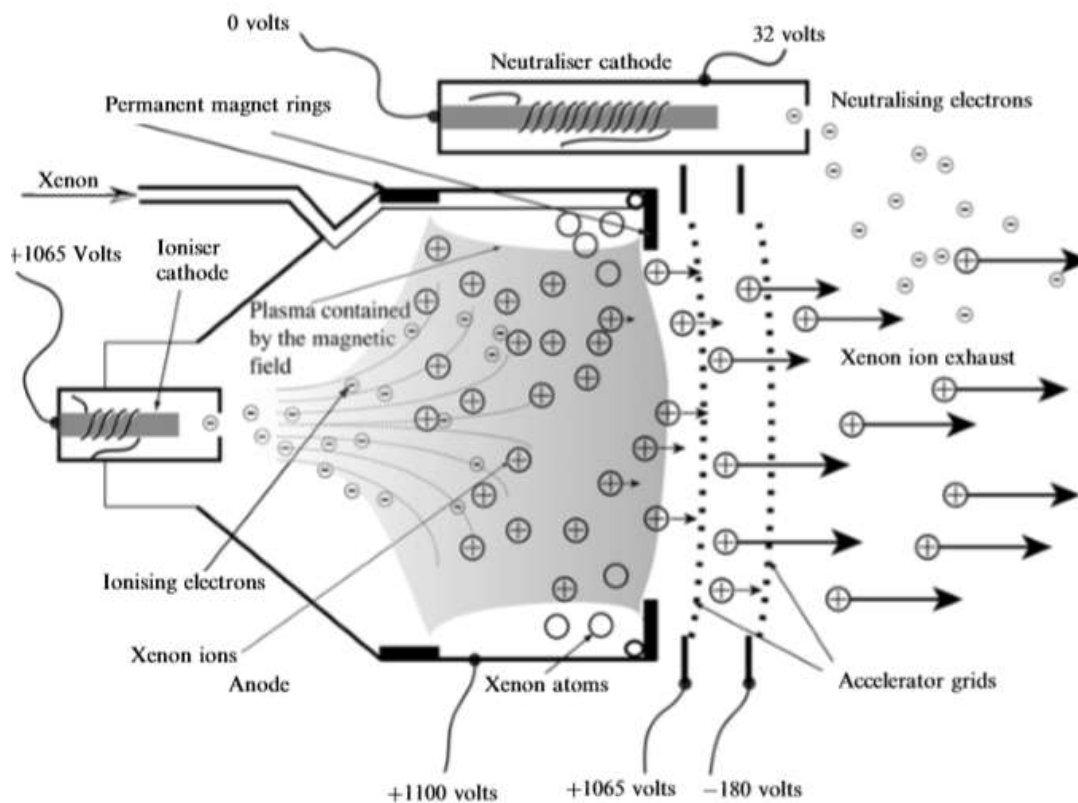 0 volts
32 volts
Neutraliser cathode
Permanent magnet rings
Neutralising electrons
Xenon
+1065 Volts
Ioniser
cathode
Plasma contained
by the magnetic
field
Xenon ion exhaust
Ionising electrons
Xenon ions
Anode
Xenon atoms
Accelerator grids
+1100 volts
+1065 volts
−180 volts